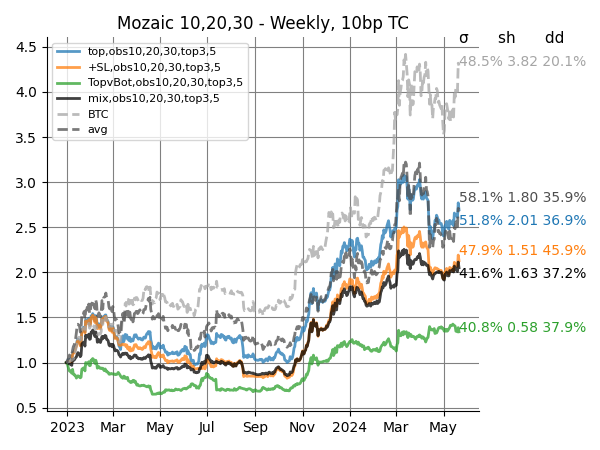 Mozaic 10,20,30 - Weekly, 10bp TC
σ sh dd
top,obs10,20,30,top3,5
+SL,obs10,20,30,top3,5
TopvBot,obs10,20,30,top3,5
mix,obs10,20,30,top3,5
BTC
avg
48.5% 3.82 20.1%
58.1% 1.80 35.9%
51.8% 2.01 36.9%
47.9% 1.51 45.9%
41.6% 1.63 37.2%
40.8% 0.58 37.9%
4.5
4.0
3.5
3.0
2.5
2.0
1.5
1.0
0.5
2023 Mar May Jul Sep Nov 2024 Mar May